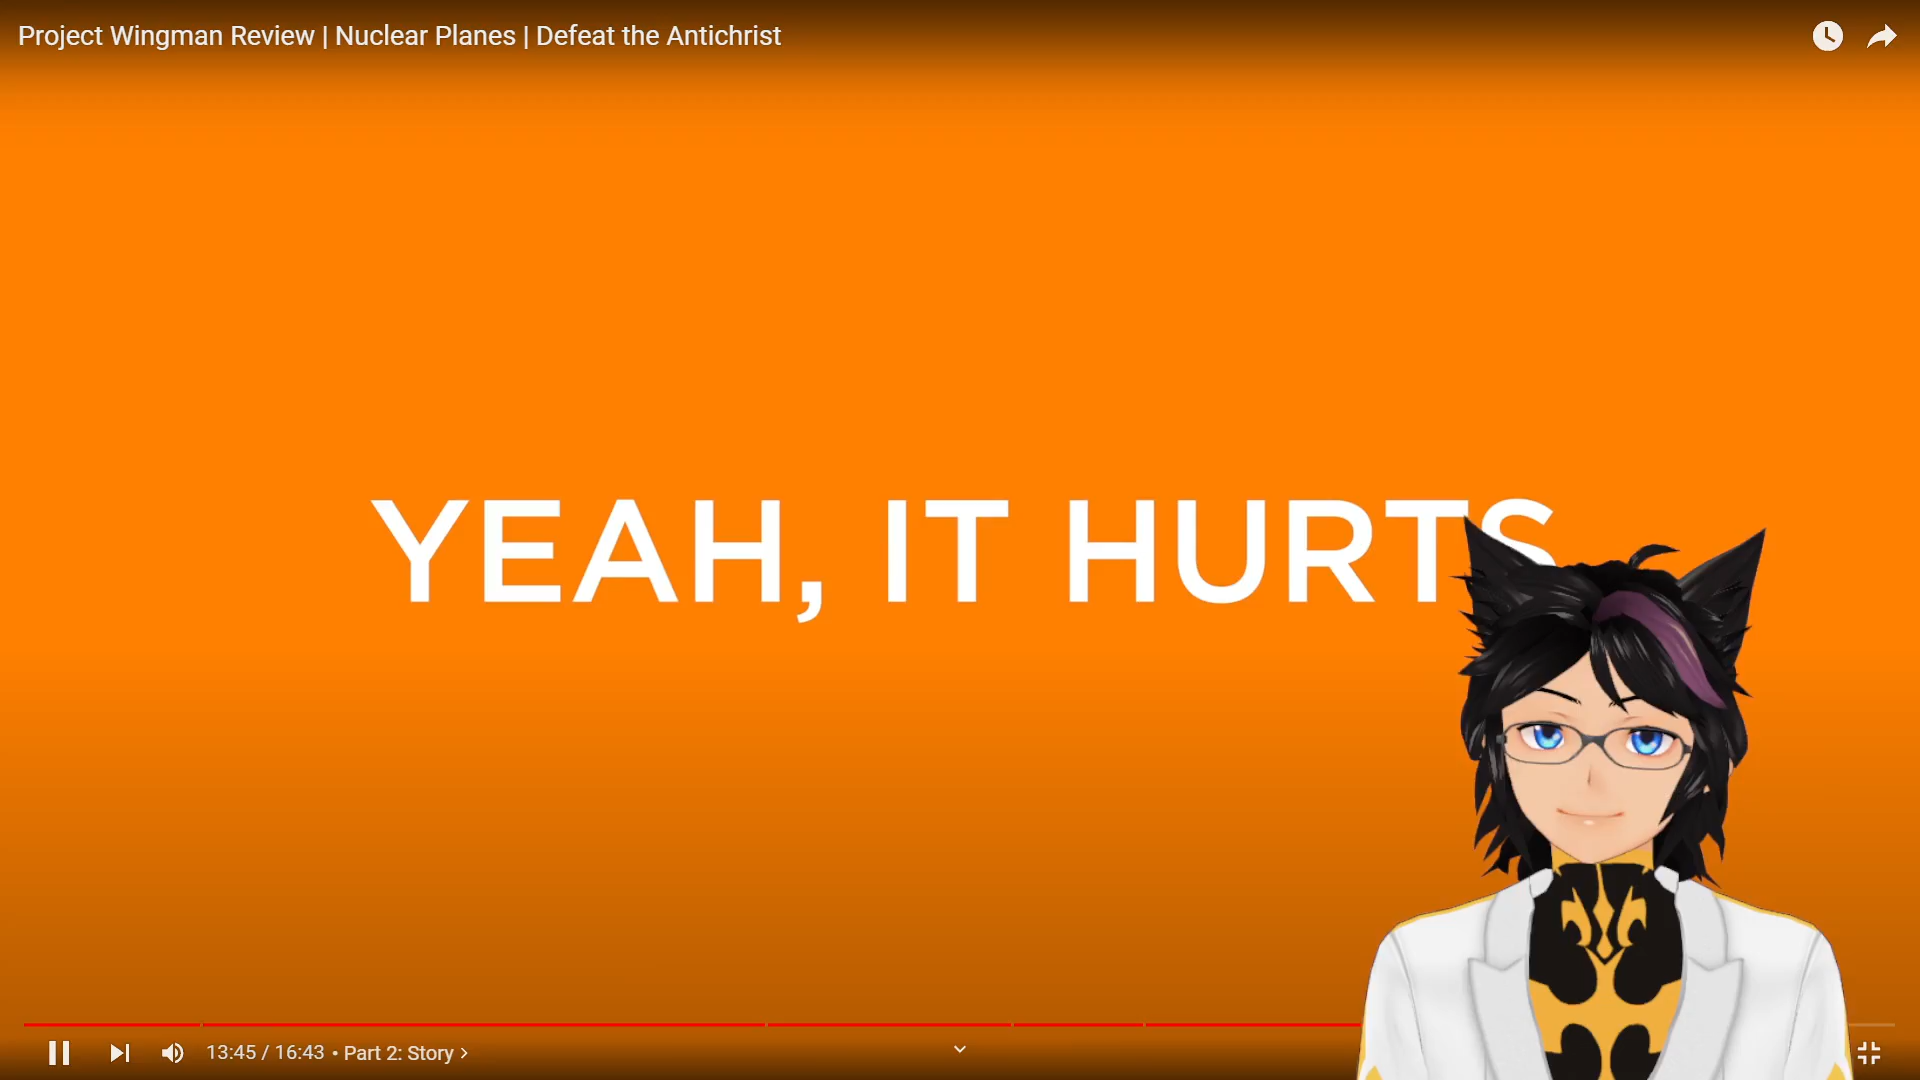 Project Wingman Review | Nuclear Planes | Defeat the Antichrist
YEAH, IT HURTS
13:45 / 16:43 • Part 2: Story